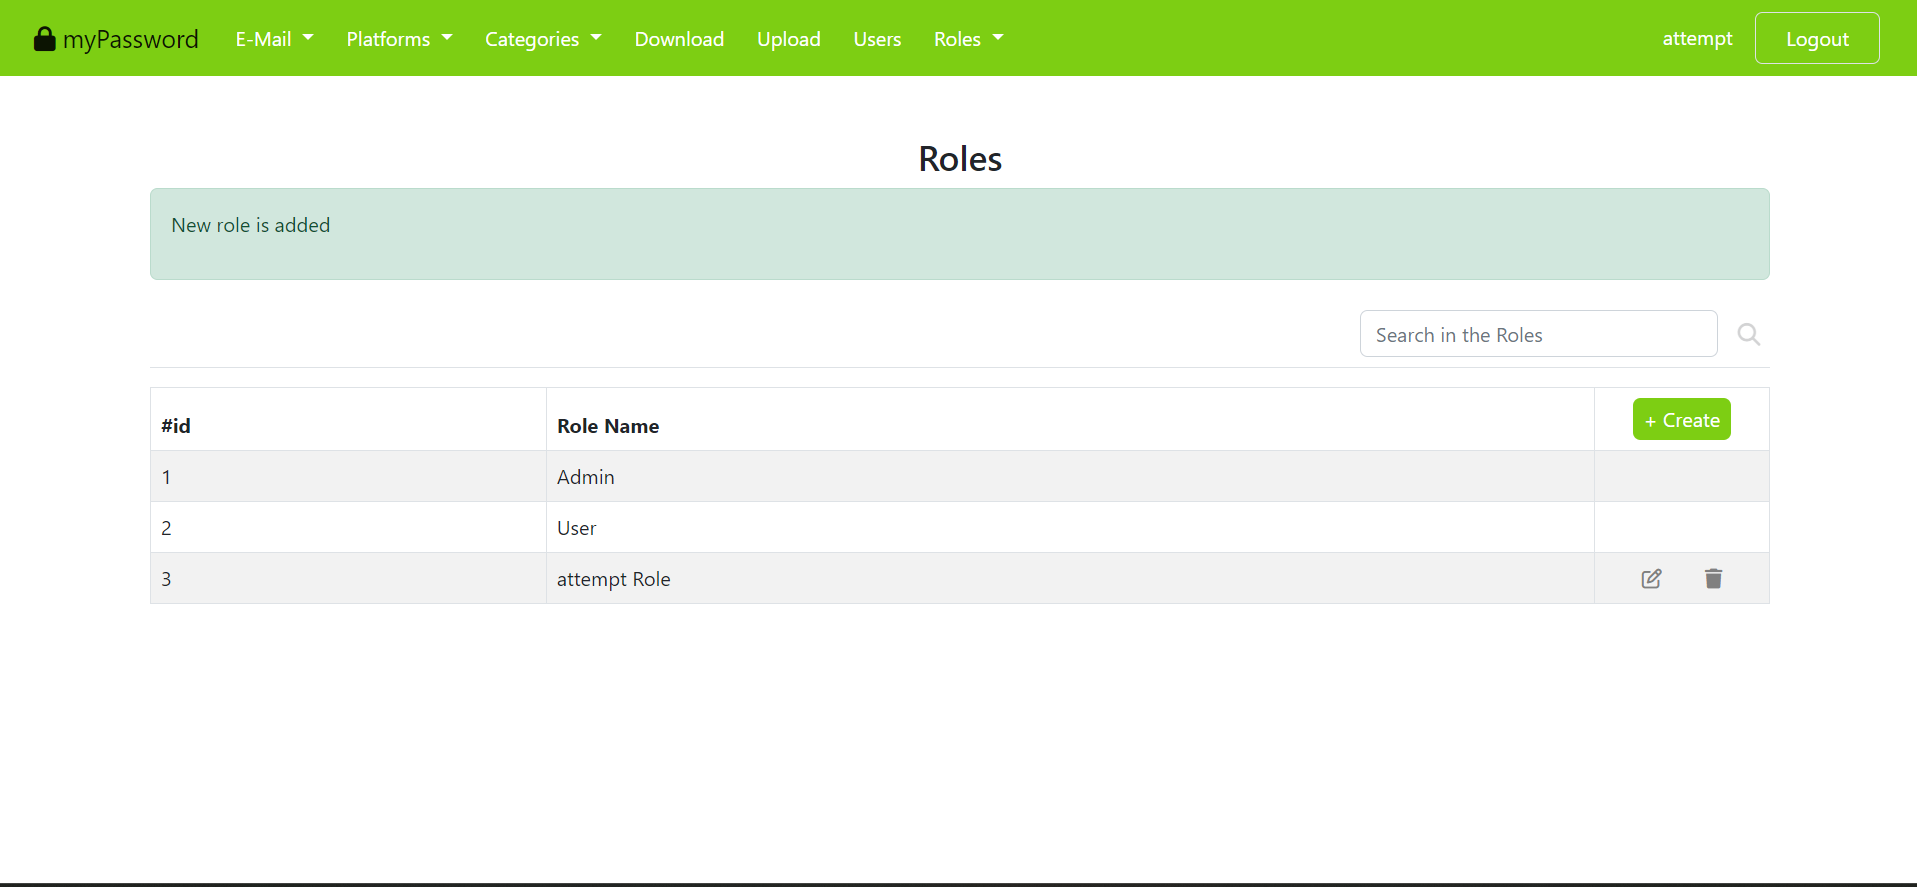 myPassword E-Mail Platforms Categories Download Upload Users Roles attempt Logout
Roles
New role is added
Search in the Roles
#id Role Name + Create
1 Admin
2 User
3 attempt Role